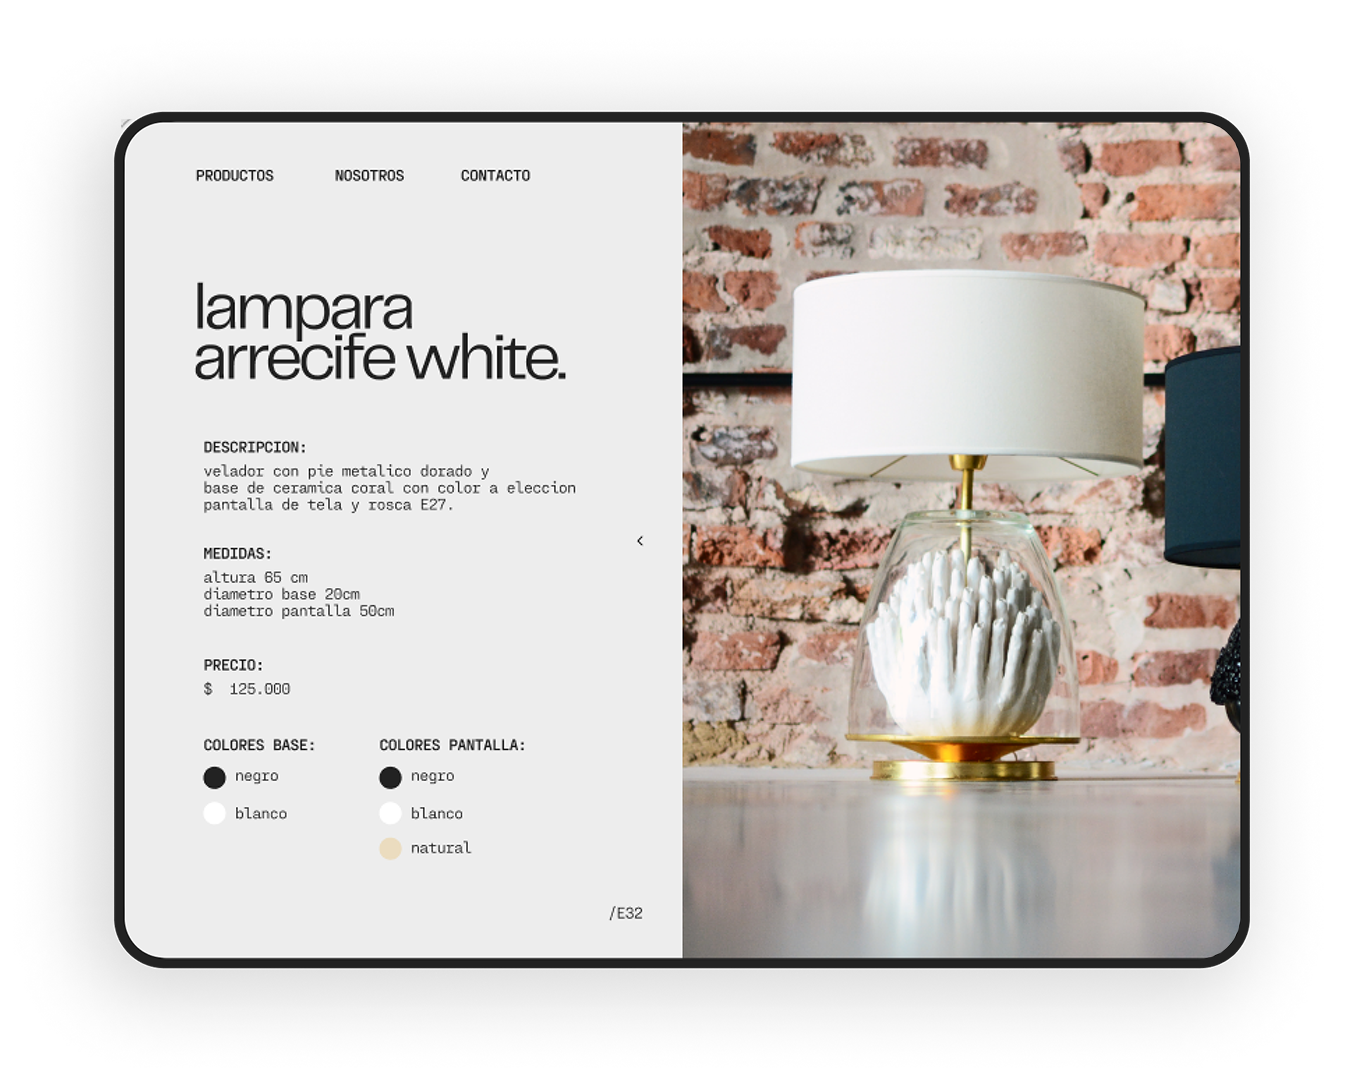 PRODUCTOS NOSOTROS CONTACTO
lampara
arrecife white.
DESCRIPCION:
velador con pie metalico dorado y
base de ceramica coral con color a eleccion
pantalla de tela y rosca E27.
<
MEDIDAS:
altura 65 cm
diametro base 20cm
diametro pantalla 50cm
PRECIO:
$ 125.000
COLORES BASE:
negro
blanco
COLORES PANTALLA:
negro
blanco
natural
/E32